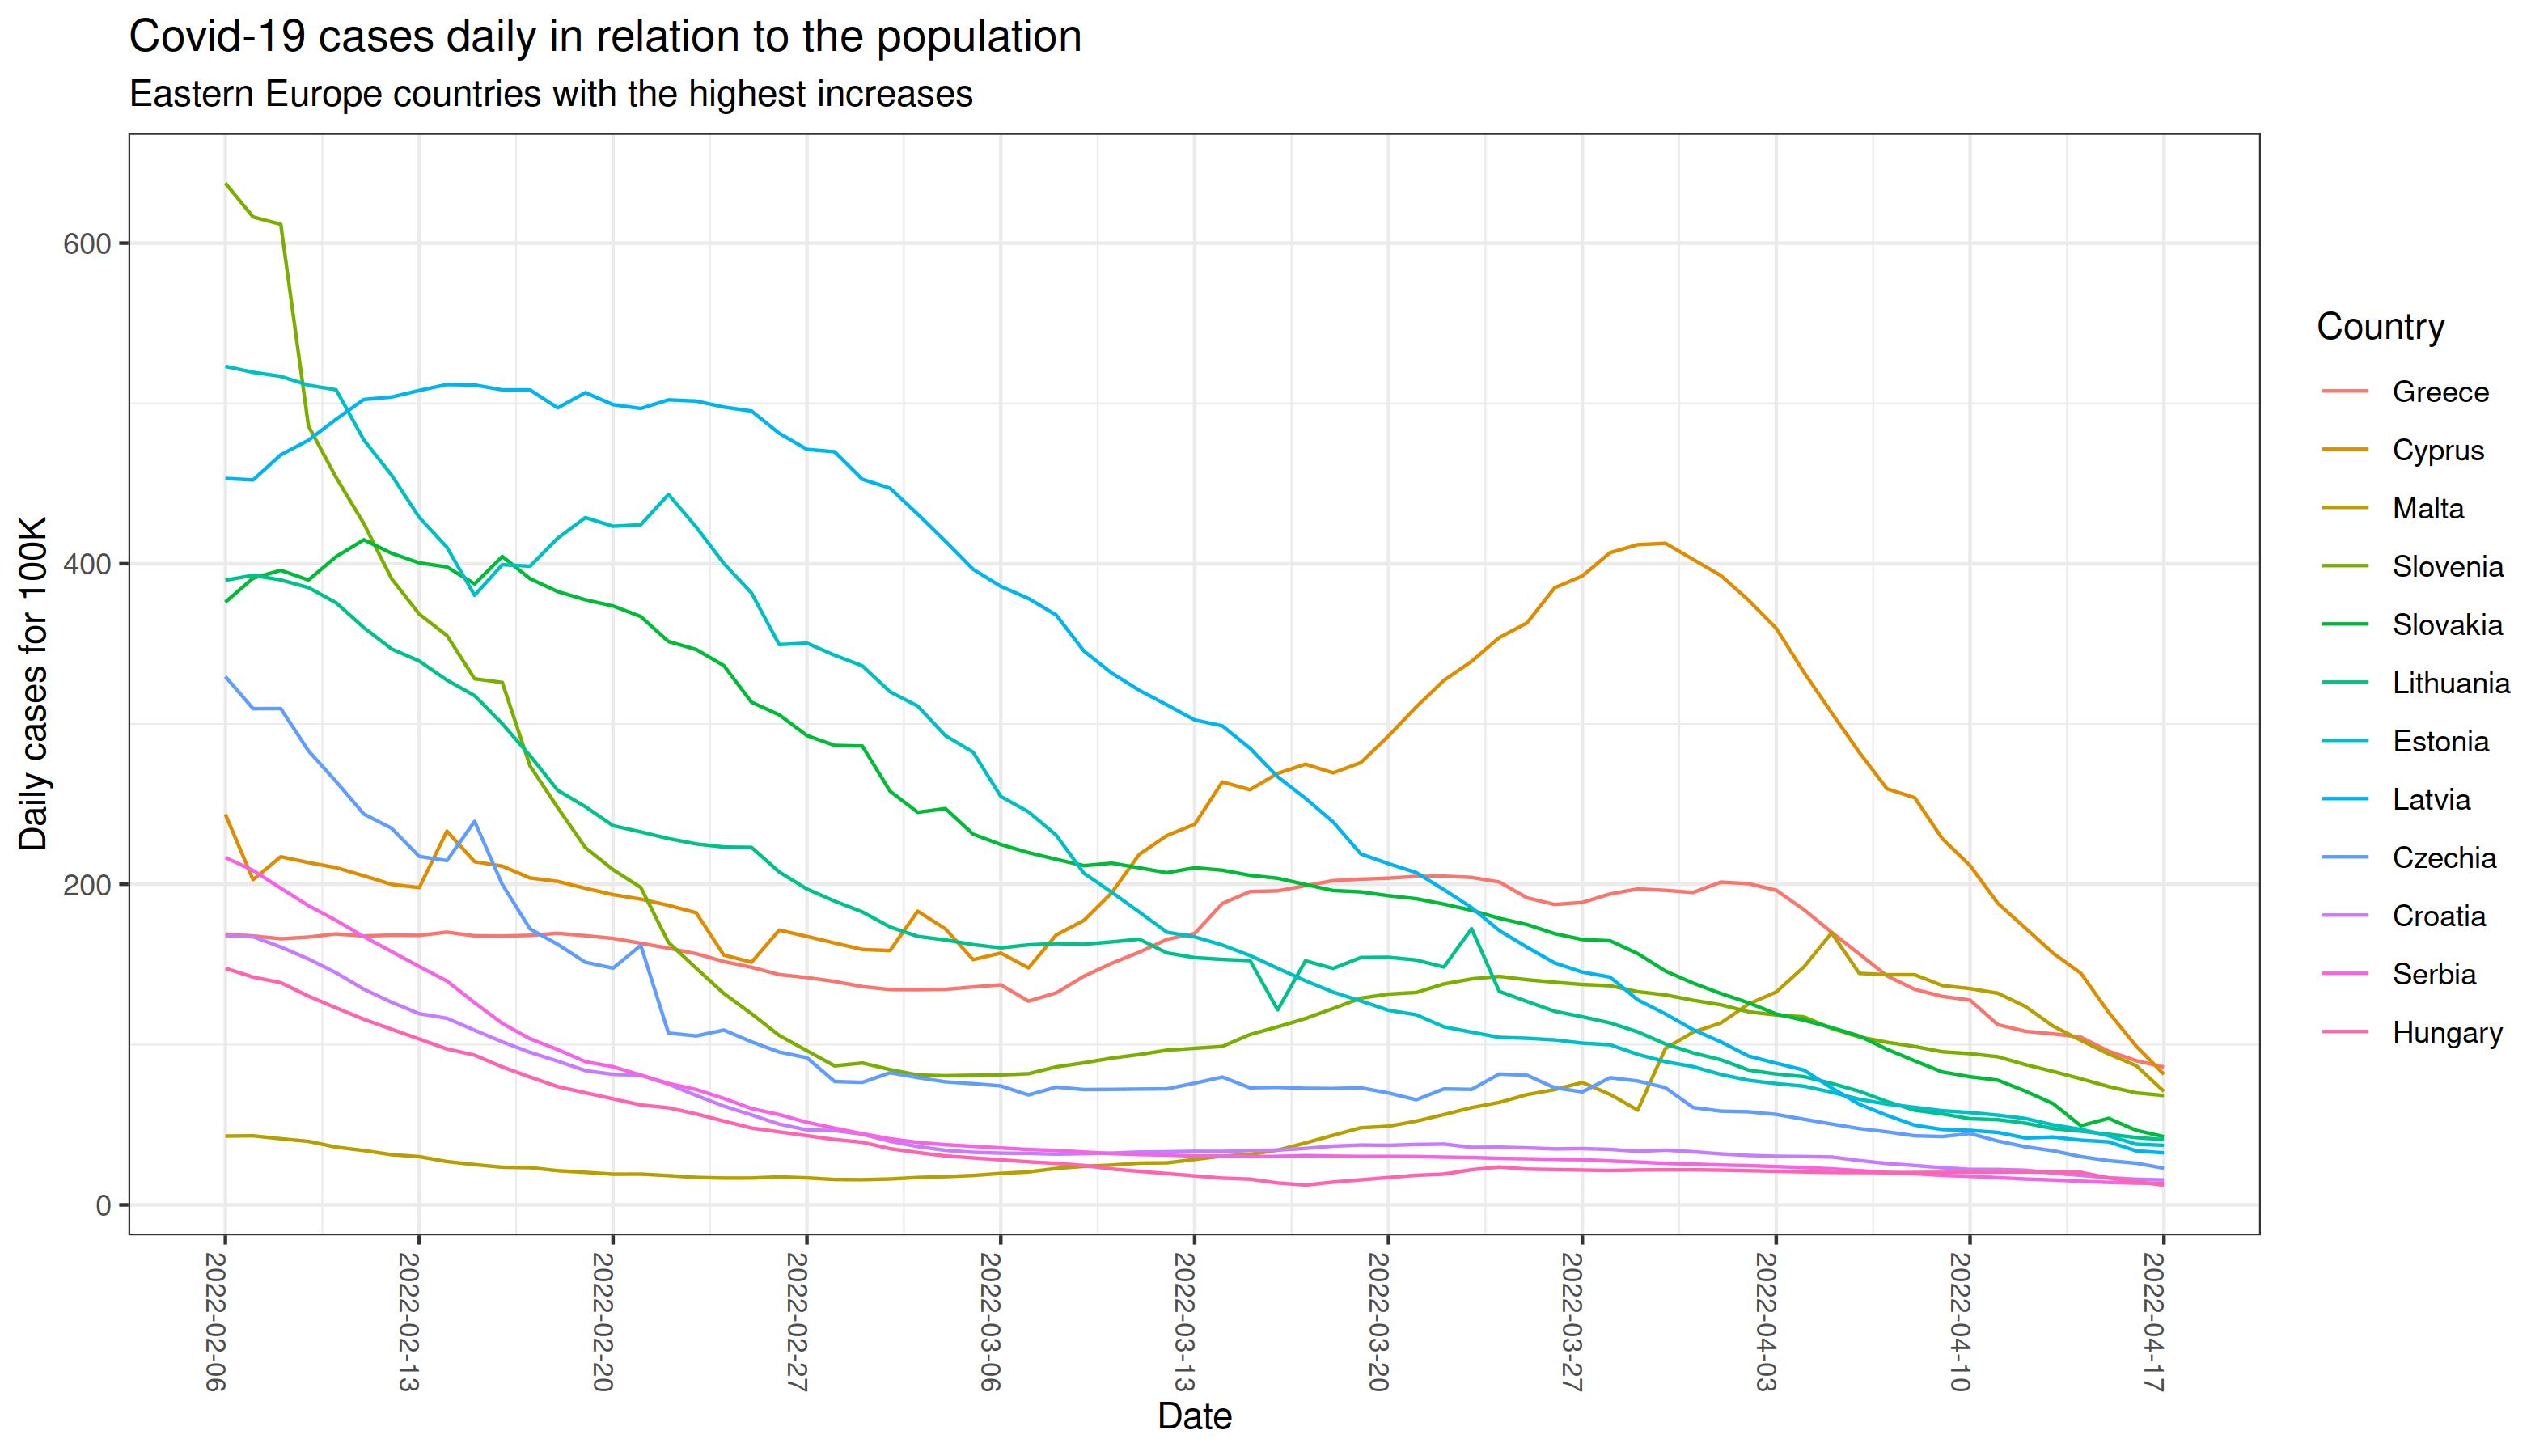 Covid-19 cases daily in relation to the population
Eastern Europe countries with the highest increases
Daily cases for 100K
600
400
200
0
2022-02-06
2022-02-13
2022-02-20
2022-02-27
2022-03-06
2022-03-13
2022-03-20
2022-03-27
2022-04-03
2022-04-10
2022-04-17
Date
Country
Greece
Cyprus
Malta
Slovenia
Slovakia
Lithuania
Estonia
Latvia
Czechia
Croatia
Serbia
Hungary